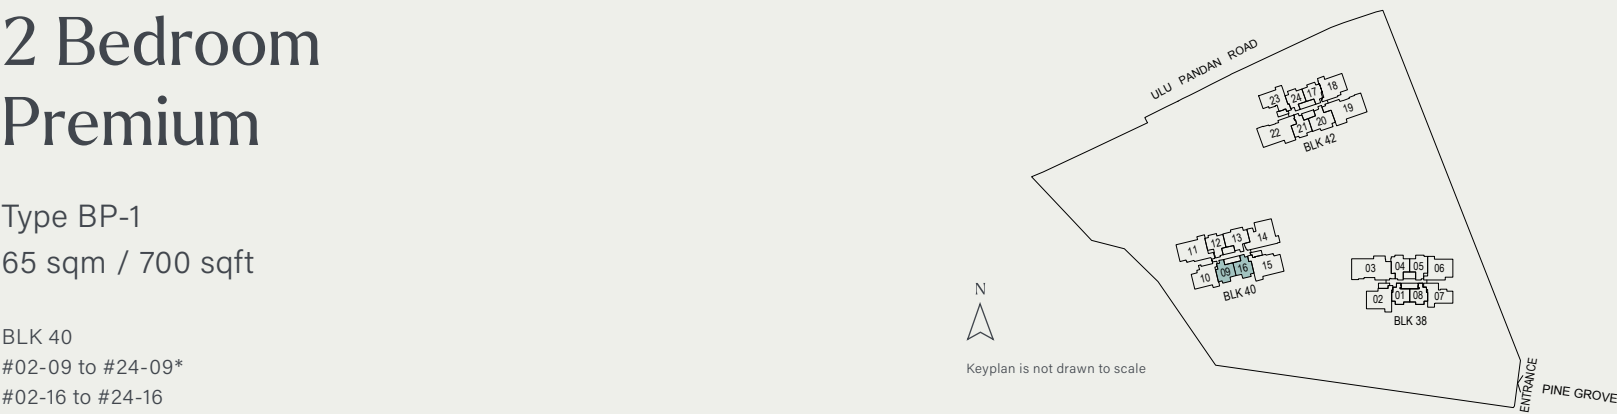 2 Bedroom
Premium
Type BP-1
65 sqm / 700 sqft
BLK 40
#02-09 to #24-09*
#02-16 to #24-16
ULU PANDAN ROAD
23 24 17 18
22 21 20 19
BLK 42
11 12 13 14
10 09 16 15
BLK 40
03 04 05 06
02 01 08 07
BLK 38
N
Keyplan is not drawn to scale
ENTRANCE
PINE GROVE